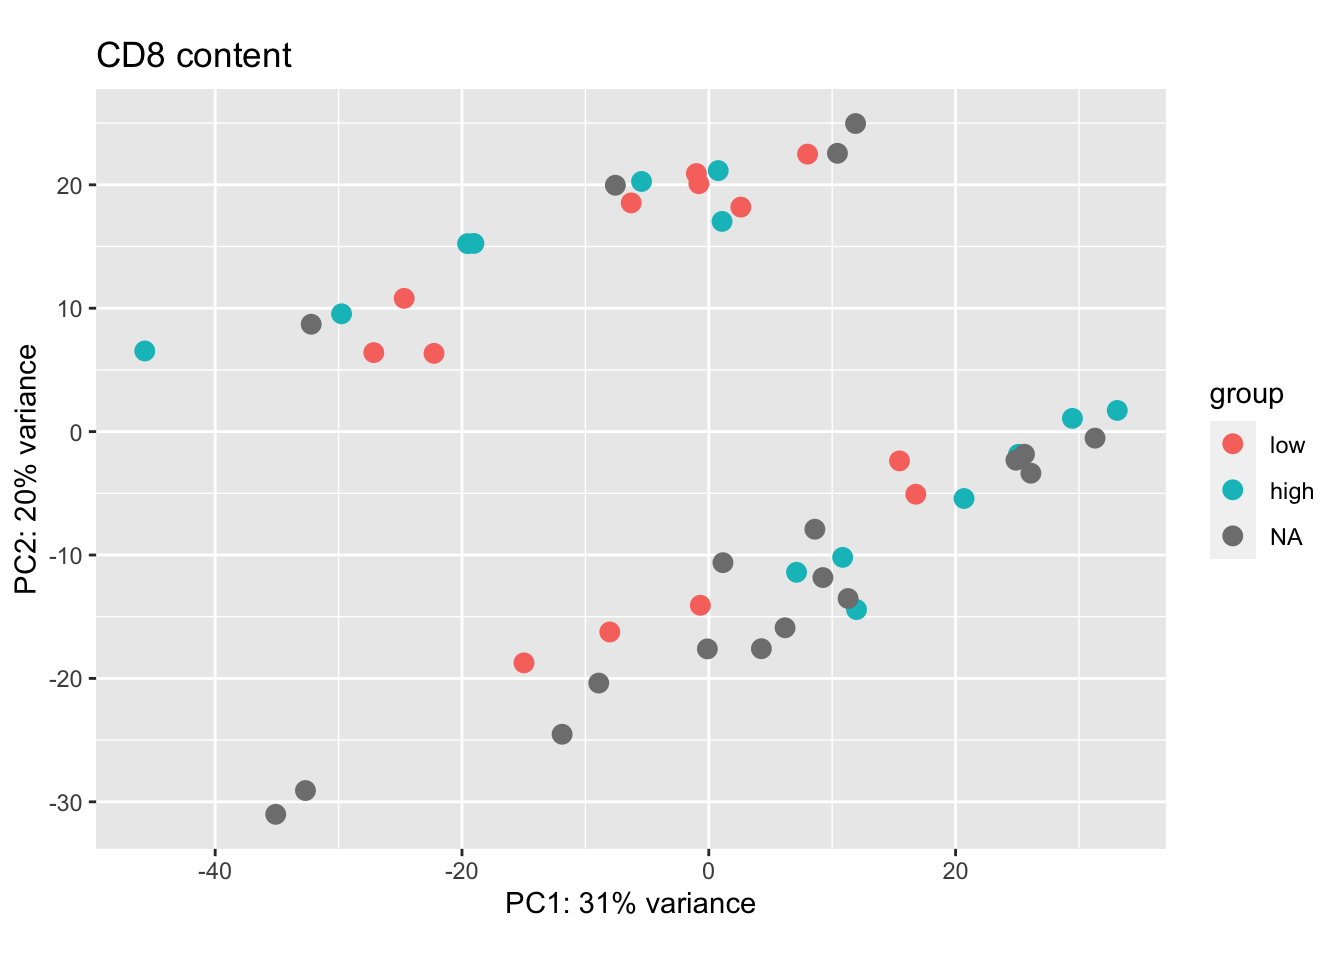 CD8 content
20
10
0
-10
-20
-30
PC2: 20% variance
-40
-20
0
20
PC1: 31% variance
group
low
high
NA